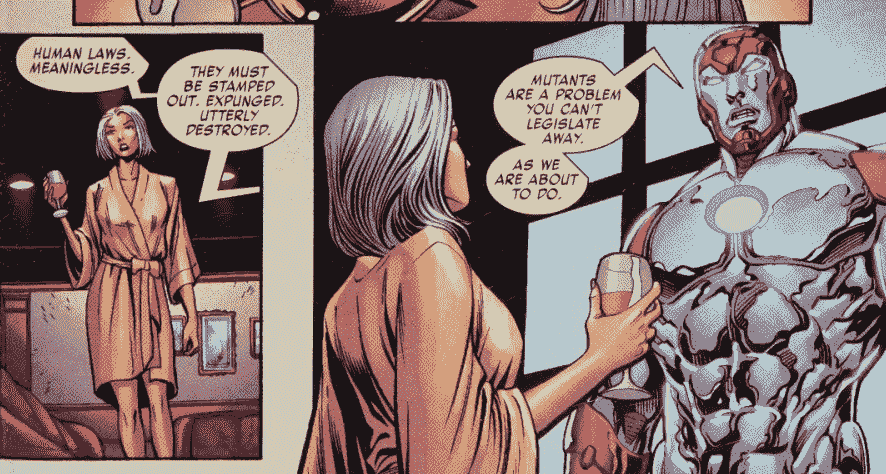 HUMAN LAWS.
MEANINGLESS.
THEY MUST
BE STAMPED
OUT. EXPUNGED.
UTTERLY
DESTROYED.
MUTANTS
ARE A PROBLEM
YOU CAN'T
LEGISLATE
AWAY.
AS WE
ARE ABOUT
TO DO.